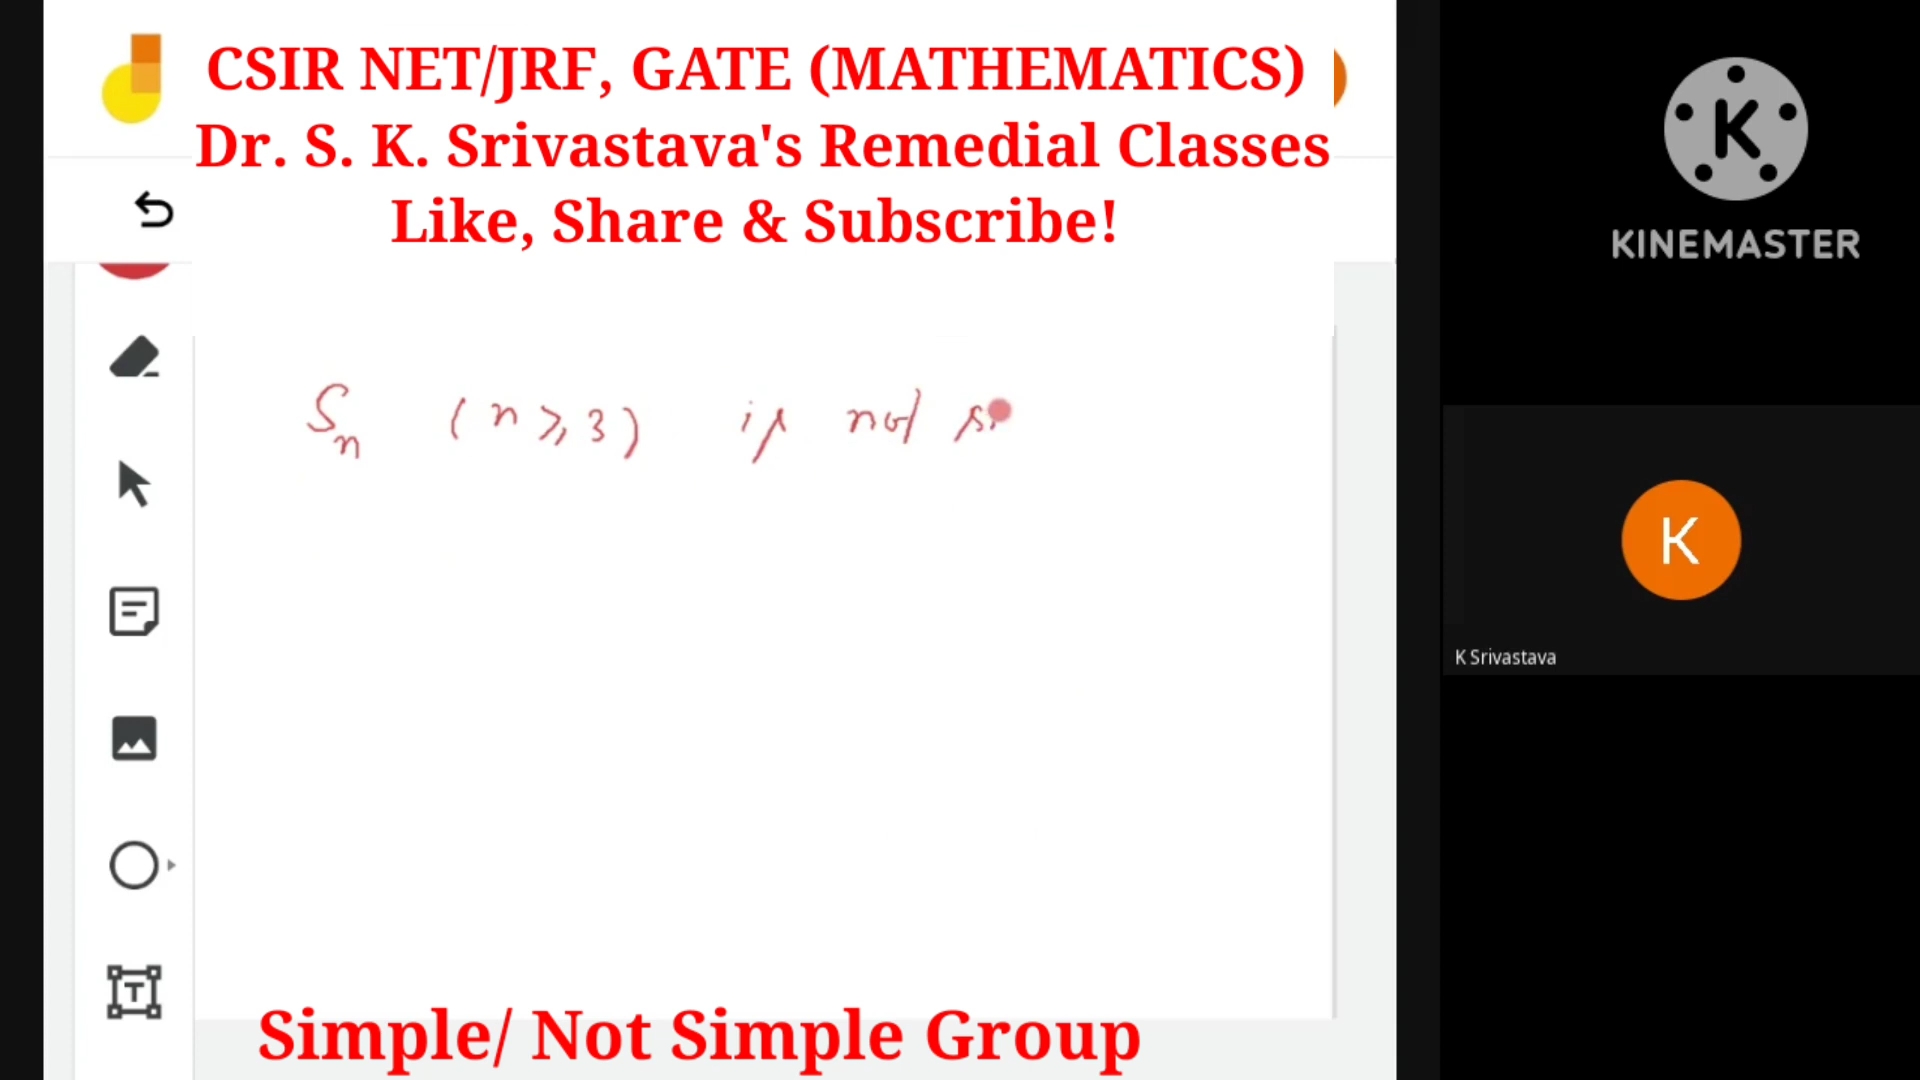 CSIR NET/JRF, GATE (MATHEMATICS)
Dr. S. K. Srivastava's Remedial Classes
Like, Share & Subscribe!
KINEMASTER
Sn (n ≥ 3) is not
K
K Srivastava
T
Simple/ Not Simple Group